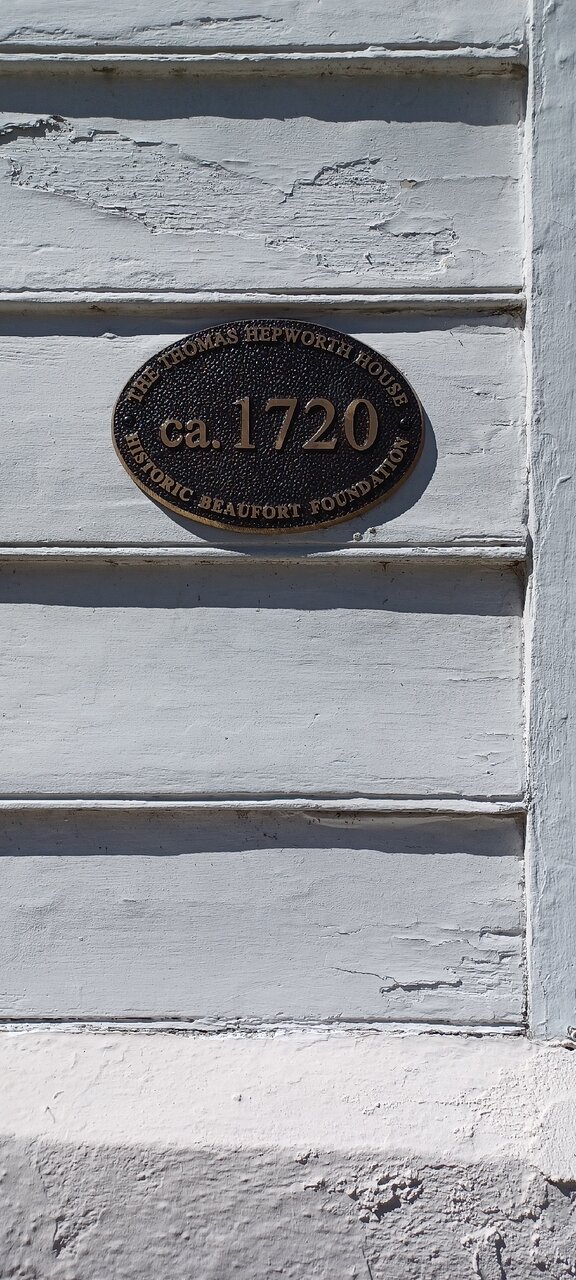 THE THOMAS HEPWORTH HOUSE
ca. 1720
HISTORIC BEAUFORT FOUNDATION